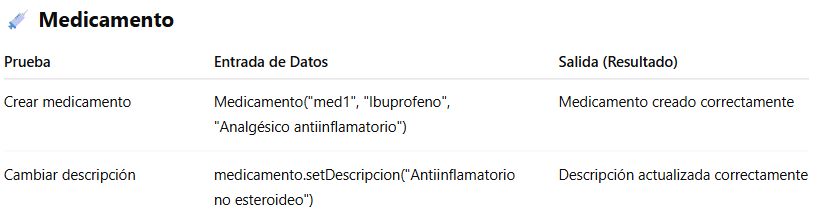 Medicamento
Prueba Entrada de Datos Salida (Resultado)
Crear medicamento Medicamento("med1", "Ibuprofeno", Medicamento creado correctamente
"Analgésico antiinflamatorio")
Cambiar descripción medicamento.setDescripcion("Antiinflamatorio Descripción actualizada correctamente
no esteroideo")